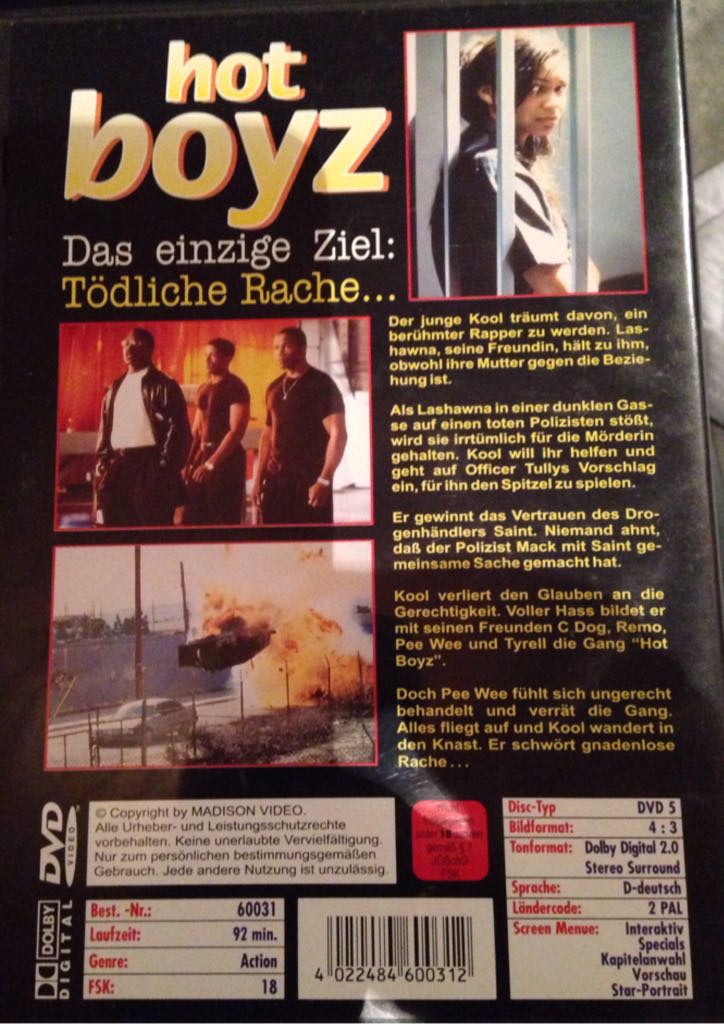 hot
boyz
Das einzige Ziel:
Tödliche Rache...
Der junge Kool träumt davon, ein
berühmter Rapper zu werden. Las-
hawna, seine Freundin, hält zu ihm,
obwohl ihre Mutter gegen die Bezie-
hung ist.
Als Lashawna in einer dunklen Gas-
se auf einen toten Polizisten stößt,
wird sie irrtümlich für die Mörderin
gehalten. Kool will ihr helfen und
geht auf Officer Tullys Vorschlag
ein, für ihn den Spitzel zu spielen.
Er gewinnt das Vertrauen des Dro-
genhändlers Saint. Niemand ahnt,
daß der Polizist Mack mit Saint ge-
meinsame Sache gemacht hat.
Kool verliert den Glauben an die
Gerechtigkeit. Voller Hass bildet er
mit seinen Freunden C Dog, Remo,
Pee Wee und Tyrell die Gang "Hot
Boyz".
Doch Pee Wee fühlt sich ungerecht
behandelt und verrät die Gang.
Alles fliegt auf und Kool wandert in
den Knast. Er schwört gnadenlose
Rache...
DVD
VIDEO
© Copyright by MADISON VIDEO.
Alle Urheber- und Leistungsschutzrechte
vorbehalten. Keine unerlaubte Vervielfältigung.
Nur zum persönlichen bestimmungsgemäßen
Gebrauch. Jede andere Nutzung ist unzulässig.
unter 18
gemäß § 7
JÖSchG
FSK
Disc-Typ DVD 5
Bildformat: 4 : 3
Tonformat: Dolby Digital 2.0
Stereo Surround
Sprache: D-deutsch
Ländercode: 2 PAL
Screen Menue: Interaktiv
Specials
Kapitelanwahl
Vorschau
Star-Portrait
DOLBY
DIGITAL
Best. -Nr.: 60031
Laufzeit: 92 min.
Genre: Action
FSK: 18
4 022484 600312